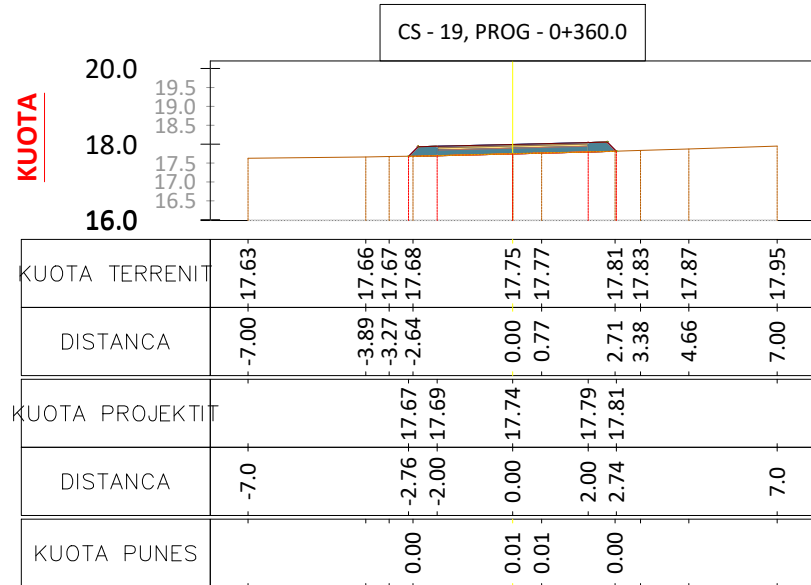 CS - 19, PROG - 0+360.0
KUOTA
20.0
19.5
19.0
18.5
18.0
17.5
17.0
16.5
16.0
KUOTA TERRENIT 17.63 17.66 17.67 17.68 17.75 17.77 17.81 17.83 17.87 17.95
DISTANCA -7.00 -3.89 -3.27 -2.64 0.00 0.77 2.71 3.38 4.66 7.00
KUOTA PROJEKTIT 17.67 17.69 17.74 17.79 17.81
DISTANCA -7.0 -2.76 -2.00 0.00 2.00 2.74 7.0
KUOTA PUNES 0.00 0.01 0.01 0.00